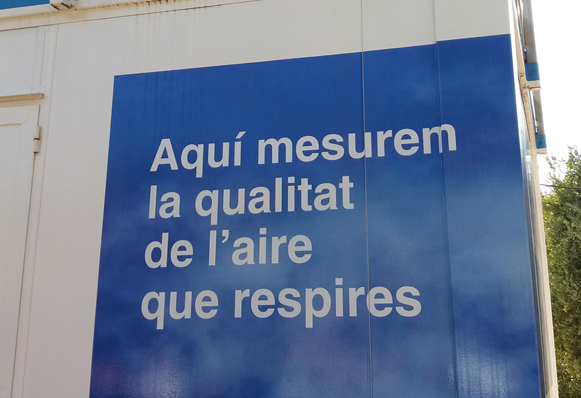 Aquí mesurem
la qualitat
de l'aire
que respires